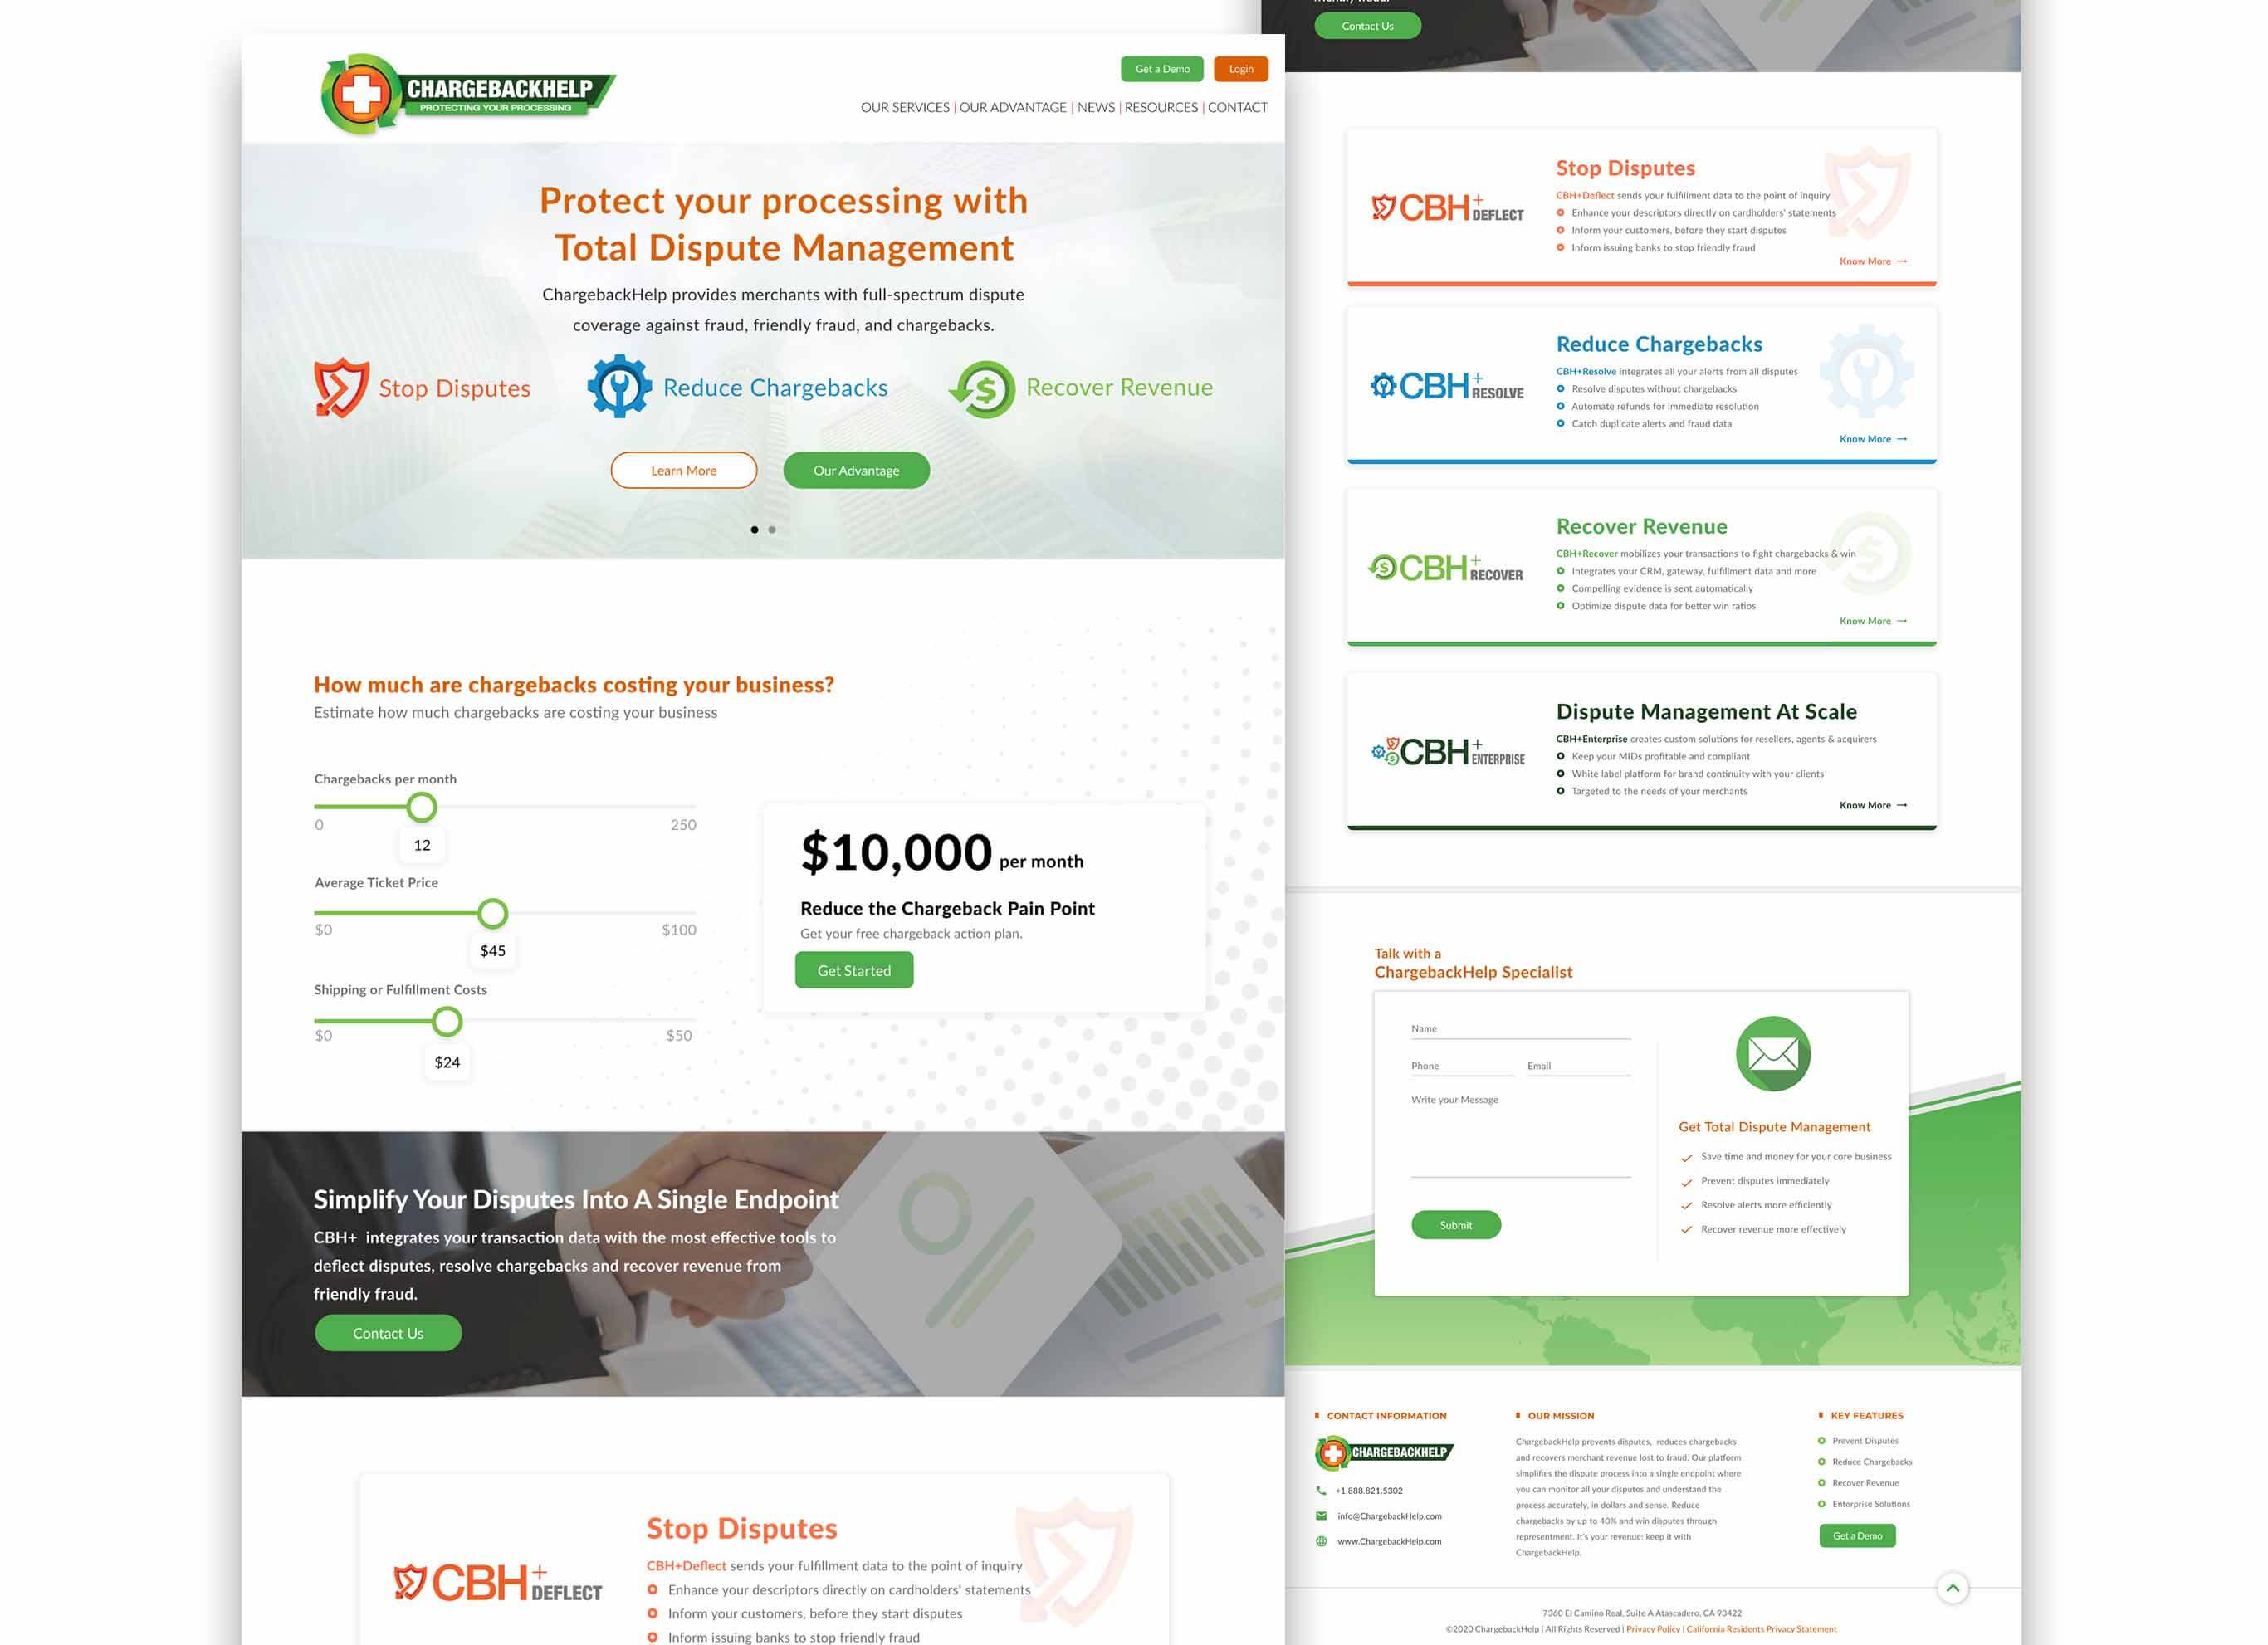 CHARGEBACKHELP
PROTECTING YOUR PROCESSING
Get a Demo
Login
OUR SERVICES | OUR ADVANTAGE | NEWS | RESOURCES | CONTACT
Protect your processing with
Total Dispute Management
ChargebackHelp provides merchants with full-spectrum dispute
coverage against fraud, friendly fraud, and chargebacks.
Stop Disputes
Reduce Chargebacks
Recover Revenue
Learn More
Our Advantage
How much are chargebacks costing your business?
Estimate how much chargebacks are costing your business
Chargebacks per month
0
250
12
Average Ticket Price
$0
$100
$45
Shipping or Fulfillment Costs
$0
$50
$24
$10,000 per month
Reduce the Chargeback Pain Point
Get your free chargeback action plan.
Get Started
Simplify Your Disputes Into A Single Endpoint
CBH+ integrates your transaction data with the most effective tools to
deflect disputes, resolve chargebacks and recover revenue from
friendly fraud.
Contact Us
CBH+ DEFLECT
Stop Disputes
CBH+Deflect sends your fulfillment data to the point of inquiry
Enhance your descriptors directly on cardholders' statements
Inform your customers, before they start disputes
Inform issuing banks to stop friendly fraud
Contact Us
CBH+ DEFLECT
Stop Disputes
CBH+Deflect sends your fulfillment data to the point of inquiry
Enhance your descriptors directly on cardholders' statements
Inform your customers, before they start disputes
Inform issuing banks to stop friendly fraud
Know More →
CBH+ RESOLVE
Reduce Chargebacks
CBH+Resolve integrates all your alerts from all disputes
Resolve disputes without chargebacks
Automate refunds for immediate resolution
Catch duplicate alerts and fraud data
Know More →
CBH+ RECOVER
Recover Revenue
CBH+Recover mobilizes your transactions to fight chargebacks & win
Integrates your CRM, gateway, fulfillment data and more
Compelling evidence is sent automatically
Optimize dispute data for better win ratios
Know More →
CBH+ ENTERPRISE
Dispute Management At Scale
CBH+Enterprise creates custom solutions for resellers, agents & acquirers
Keep your MIDs profitable and compliant
White label platform for brand continuity with your clients
Targeted to the needs of your merchants
Know More →
Talk with a
ChargebackHelp Specialist
Name
Phone
Email
Write your Message
Submit
Get Total Dispute Management
Save time and money for your core business
Prevent disputes immediately
Resolve alerts more efficiently
Recover revenue more effectively
CONTACT INFORMATION
CHARGEBACKHELP
+1.888.821.5302
info@ChargebackHelp.com
www.ChargebackHelp.com
OUR MISSION
ChargebackHelp prevents disputes, reduces chargebacks
and recovers merchant revenue lost to fraud. Our platform
simplifies the dispute process into a single endpoint where
you can monitor all your disputes and understand the
process accurately, in dollars and sense. Reduce
chargebacks by up to 40% and win disputes through
representment. It's your revenue; keep it with
ChargebackHelp.
KEY FEATURES
Prevent Disputes
Reduce Chargebacks
Recover Revenue
Enterprise Solutions
Get a Demo
7360 El Camino Real, Suite A Atascadero, CA 93422
©2020 ChargebackHelp | All Rights Reserved | Privacy Policy | California Residents Privacy Statement